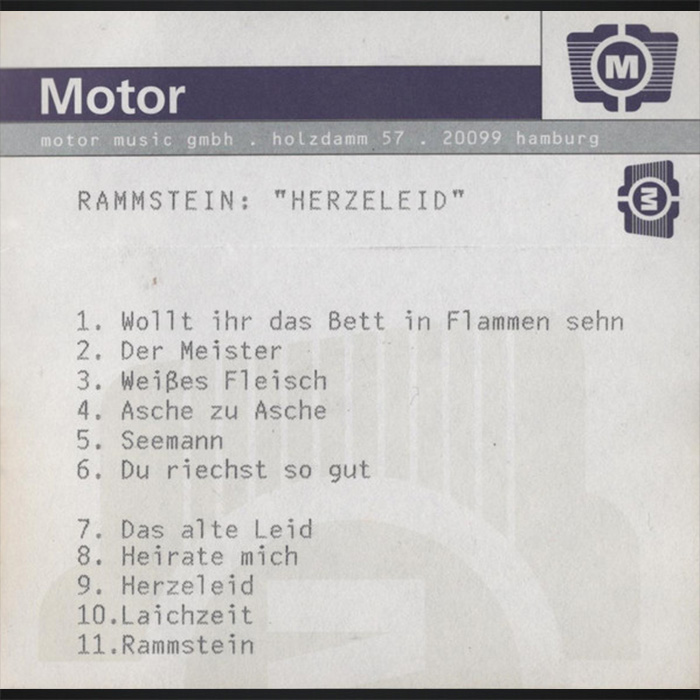 M
Motor
motor music gmbh . holzdamm 57 . 20099 hamburg
RAMMSTEIN: "HERZELEID"
M
1. Wollt ihr das Bett in Flammen sehn
2. Der Meister
3. Weißes Fleisch
4. Asche zu Asche
5. Seemann
6. Du riechst so gut
7. Das alte Leid
8. Heirate mich
9. Herzeleid
10.Laichzeit
11.Rammstein